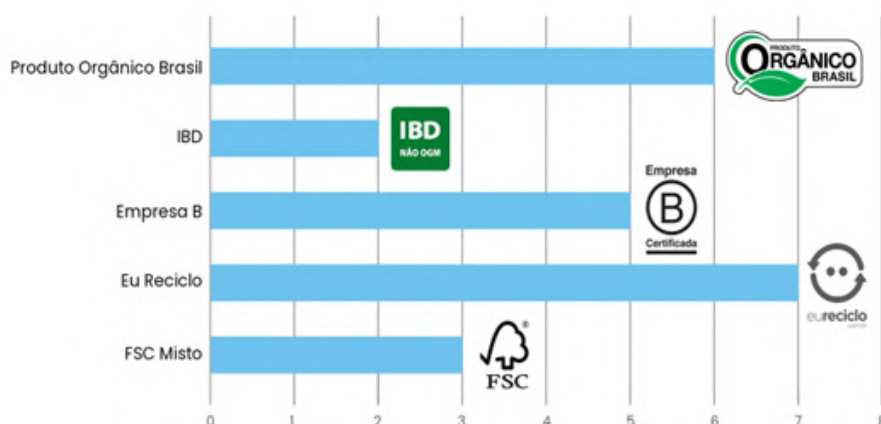 Produto Orgânico Brasil
PRODUTO
ORGÂNICO
BRASIL
IBD
IBD
NÃO OGM
Empresa B
Empresa
B
Certificada
Eu Reciclo
eureciclo
FSC Misto
®
FSC
0 1 2 3 4 5 6 7 8